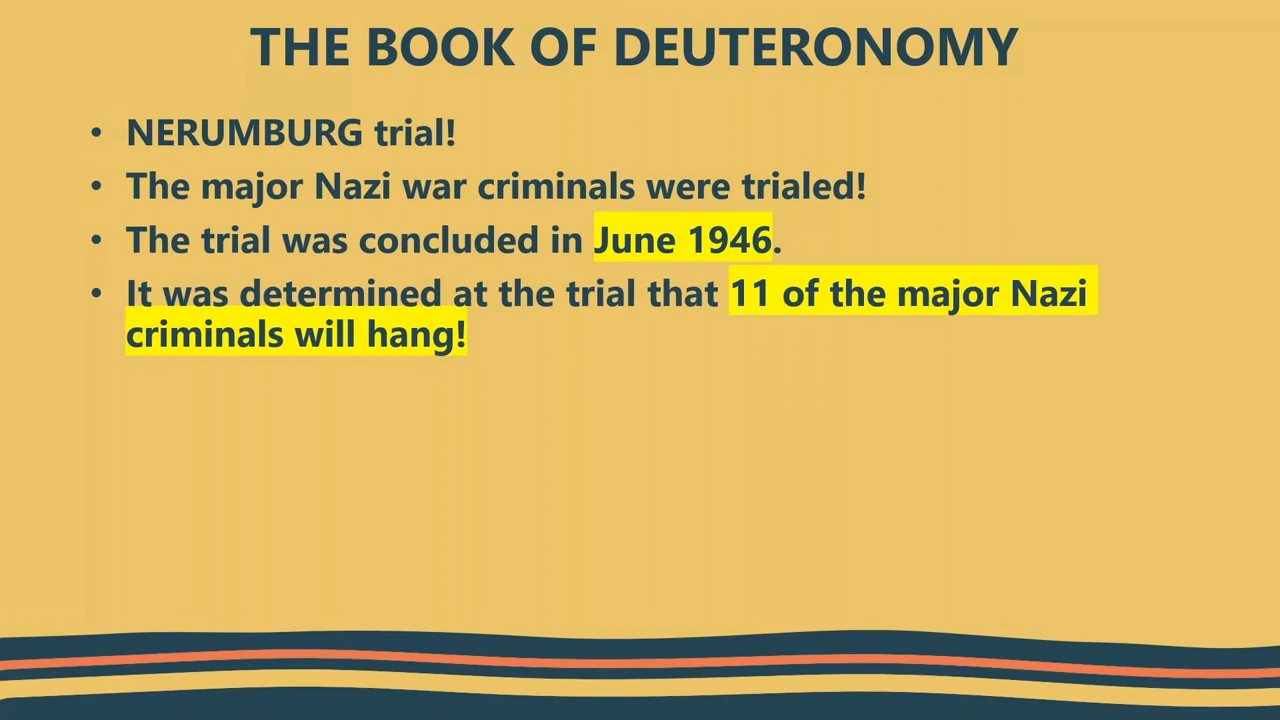 THE BOOK OF DEUTERONOMY
• NERUMBURG trial!
• The major Nazi war criminals were trialed!
• The trial was concluded in June 1946.
• It was determined at the trial that 11 of the major Nazi
criminals will hang!